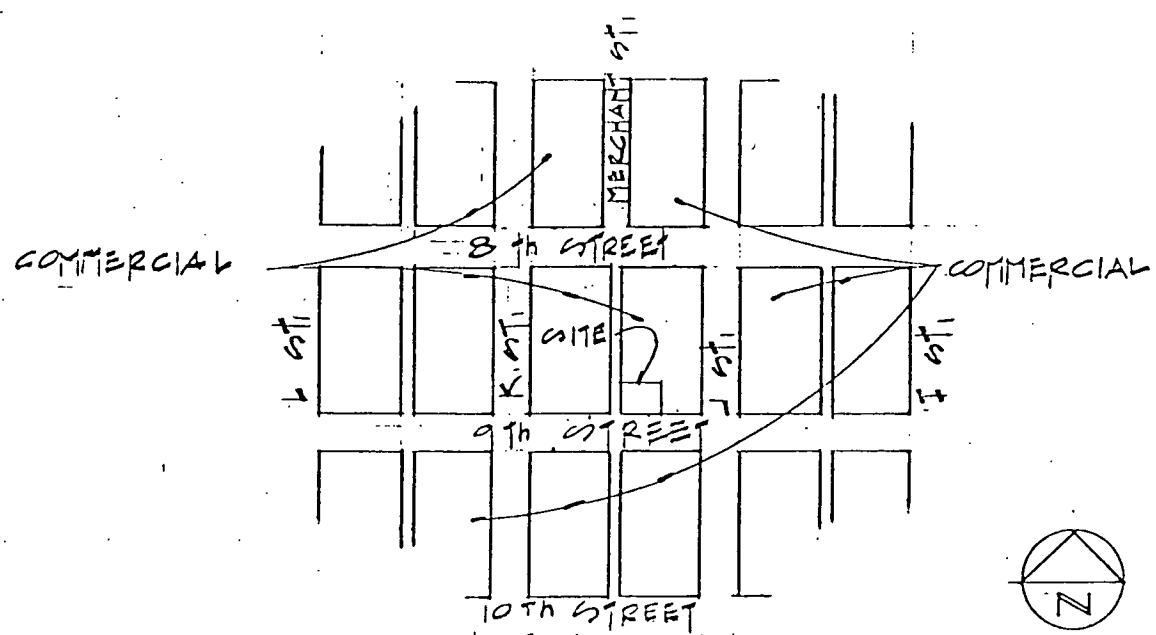 MERCHANT ST.
8th STREET
COMMERCIAL
COMMERCIAL
L ST.
K. ST.
SITE
J ST.
I ST.
9th STREET
10th STREET
N